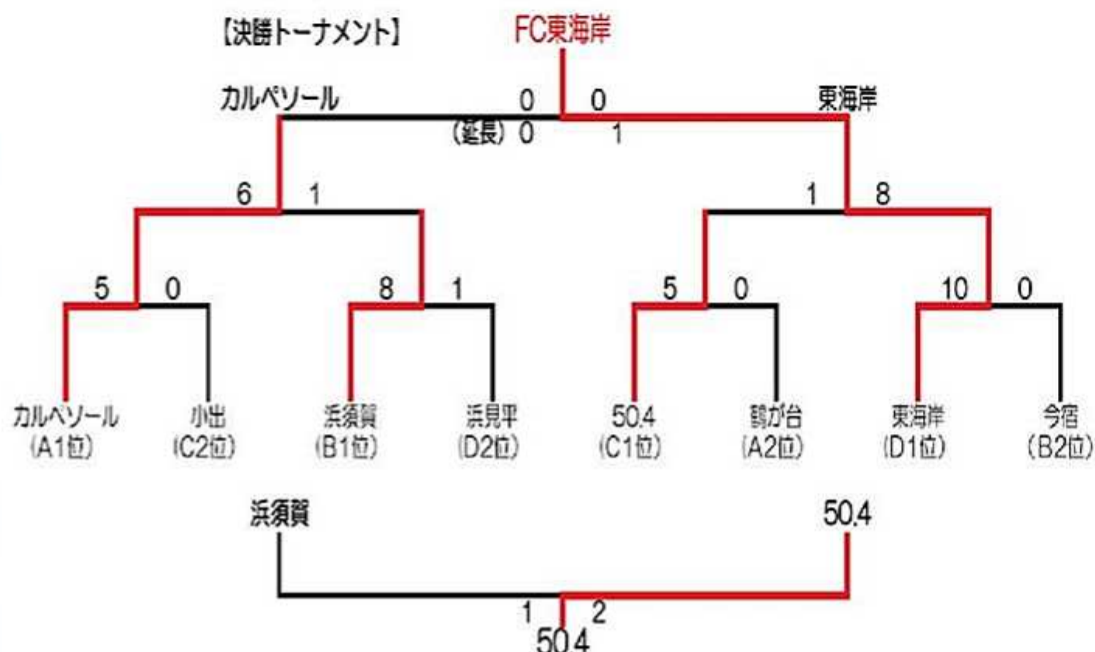 【決勝トーナメント】
FC東海岸
カルペソール
0
0
東海岸
(延長)
0
1
6
1
1
8
5
0
8
1
5
0
10
0
カルペソール
小出
浜須賀
浜見平
50.4
鶴が台
東海岸
今宿
(A1位)
(C2位)
(B1位)
(D2位)
(C1位)
(A2位)
(D1位)
(B2位)
浜須賀
50.4
1
2
50.4